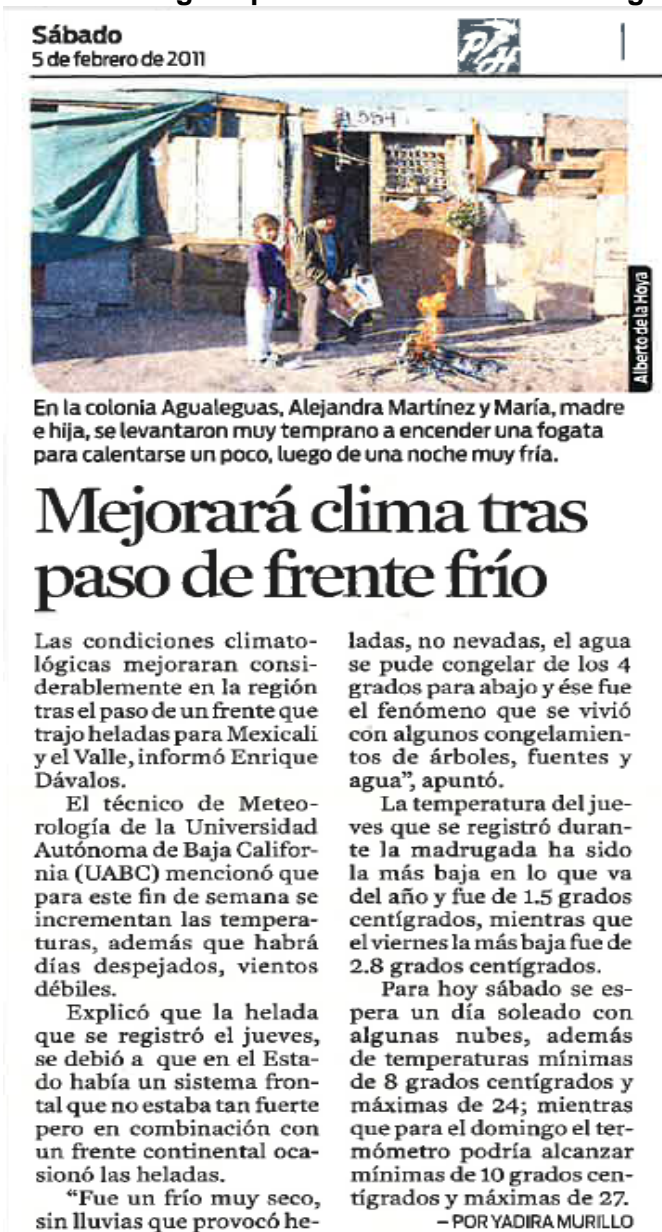 Sábado
5 de febrero de 2011
PH
Alberto de la Hoya
En la colonia Agualeguas, Alejandra Martínez y María, madre
e hija, se levantaron muy temprano a encender una fogata
para calentarse un poco, luego de una noche muy fría.
Mejorará clima tras
paso de frente frío
Las condiciones climato-
lógicas mejoraran consi-
derablemente en la región
tras el paso de un frente que
trajo heladas para Mexicali
y el Valle, informó Enrique
Dávalos.
El técnico de Meteo-
rología de la Universidad
Autónoma de Baja Califor-
nia (UABC) mencionó que
para este fin de semana se
incrementan las tempera-
turas, además que habrá
días despejados, vientos
débiles.
Explicó que la helada
que se registró el jueves,
se debió a que en el Esta-
do había un sistema fron-
tal que no estaba tan fuerte
pero en combinación con
un frente continental oca-
sionó las heladas.
“Fue un frío muy seco,
sin lluvias que provocó he-
ladas, no nevadas, el agua
se pude congelar de los 4
grados para abajo y ése fue
el fenómeno que se vivió
con algunos congelamien-
tos de árboles, fuentes y
agua”, apuntó.
La temperatura del jue-
ves que se registró duran-
te la madrugada ha sido
la más baja en lo que va
del año y fue de 1.5 grados
centígrados, mientras que
el viernes la más baja fue de
2.8 grados centígrados.
Para hoy sábado se es-
pera un día soleado con
algunas nubes, además
de temperaturas mínimas
de 8 grados centígrados y
máximas de 24; mientras
que para el domingo el ter-
mómetro podría alcanzar
mínimas de 10 grados cen-
tígrados y máximas de 27.
– POR YADIRA MURILLO